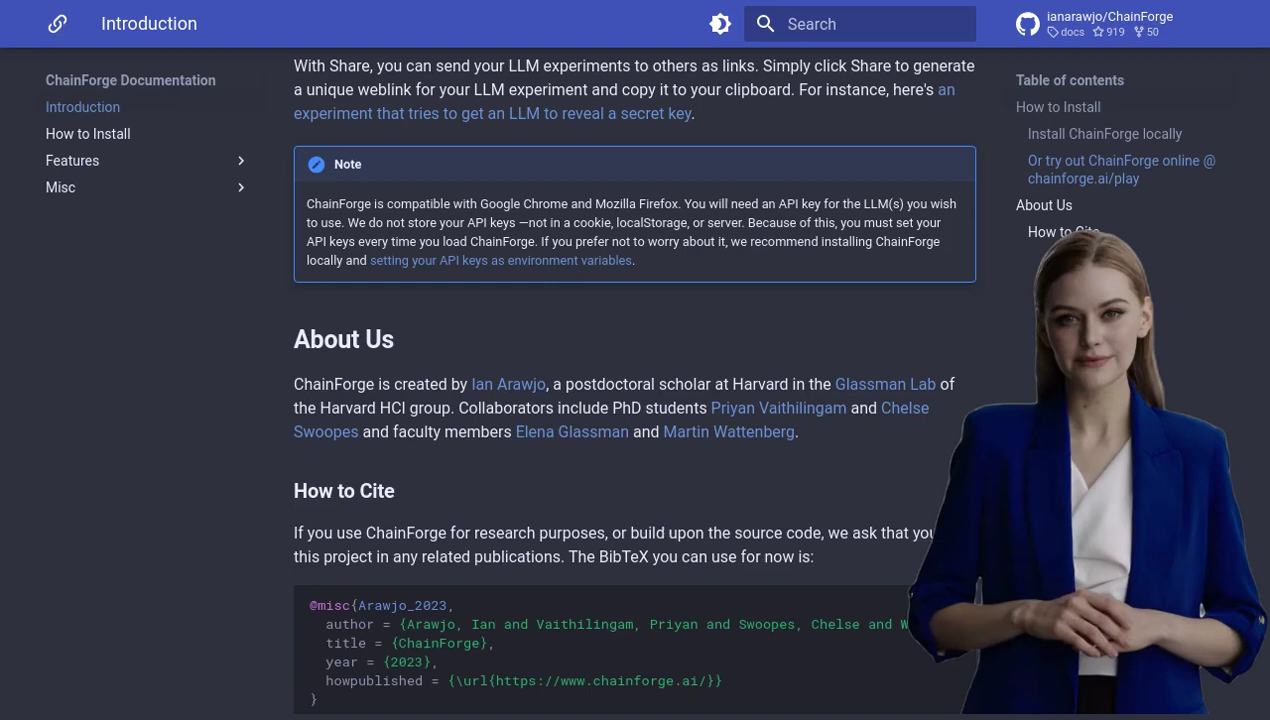 Introduction
Search
ianarawjo/ChainForge
docs 919 50
ChainForge Documentation
Introduction
How to Install
Features
Misc
With Share, you can send your LLM experiments to others as links. Simply click Share to generate
a unique weblink for your LLM experiment and copy it to your clipboard. For instance, here's an
experiment that tries to get an LLM to reveal a secret key.
Note
ChainForge is compatible with Google Chrome and Mozilla Firefox. You will need an API key for the LLM(s) you wish
to use. We do not store your API keys —not in a cookie, localStorage, or server. Because of this, you must set your
API keys every time you load ChainForge. If you prefer not to worry about it, we recommend installing ChainForge
locally and setting your API keys as environment variables.
About Us
ChainForge is created by Ian Arawjo, a postdoctoral scholar at Harvard in the Glassman Lab of
the Harvard HCI group. Collaborators include PhD students Priyan Vaithilingam and Chelse
Swoopes and faculty members Elena Glassman and Martin Wattenberg.
How to Cite
If you use ChainForge for research purposes, or build upon the source code, we ask that you
this project in any related publications. The BibTeX you can use for now is:
@misc{Arawjo_2023,
author = {Arawjo, Ian and Vaithilingam, Priyan and Swoopes, Chelse and W
title = {ChainForge},
year = {2023},
howpublished = {\url{https://www.chainforge.ai/}}
}
Table of contents
How to Install
Install ChainForge locally
Or try out ChainForge online @
chainforge.ai/play
About Us
How to Cite